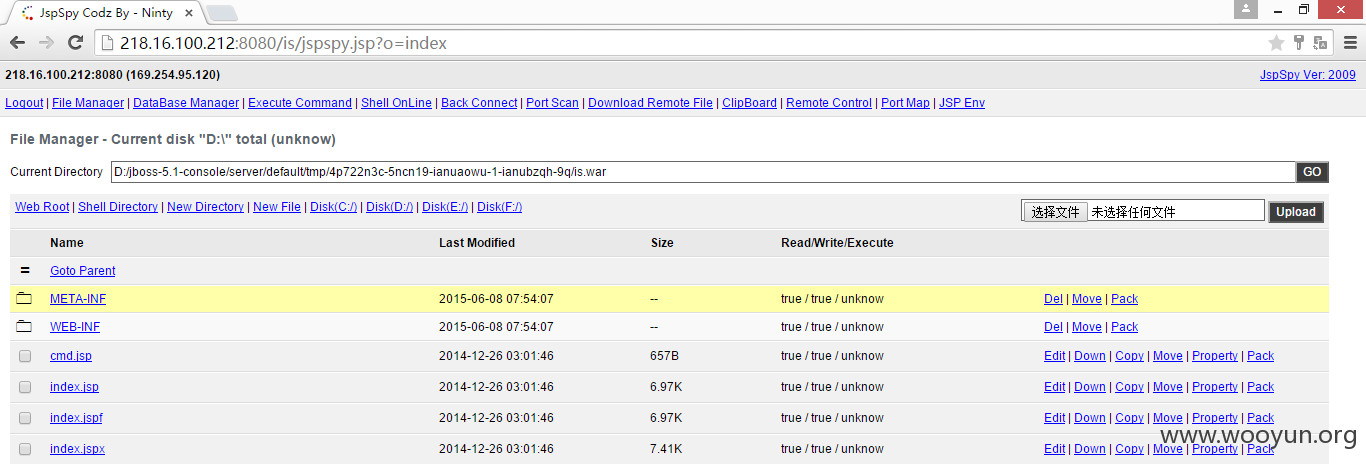 JspSpy Codz By - Ninty
218.16.100.212:8080/is/jspspy.jsp?o=index
218.16.100.212:8080 (169.254.95.120) JspSpy Ver: 2009
Logout | File Manager | DataBase Manager | Execute Command | Shell OnLine | Back Connect | Port Scan | Download Remote File | ClipBoard | Remote Control | Port Map | JSP Env
File Manager - Current disk "D:\" total (unknow)
Current Directory D:/jboss-5.1-console/server/default/tmp/4p722n3c-5ncn19-ianuaowu-1-ianubzqh-9q/is.war GO
Web Root | Shell Directory | New Directory | New File | Disk(C:/) | Disk(D:/) | Disk(E:/) | Disk(F:/) 选择文件 未选择任何文件 Upload
Name Last Modified Size Read/Write/Execute
= Goto Parent
META-INF 2015-06-08 07:54:07 -- true / true / unknow Del | Move | Pack
WEB-INF 2015-06-08 07:54:07 -- true / true / unknow Del | Move | Pack
cmd.jsp 2014-12-26 03:01:46 657B true / true / unknow Edit | Down | Copy | Move | Property | Pack
index.jsp 2014-12-26 03:01:46 6.97K true / true / unknow Edit | Down | Copy | Move | Property | Pack
index.jspf 2014-12-26 03:01:46 6.97K true / true / unknow Edit | Down | Copy | Move | Property | Pack
index.jspx 2014-12-26 03:01:46 7.41K true / true / unknow Edit | Down | Copy | Move | Property | Pack
www.wooyun.org